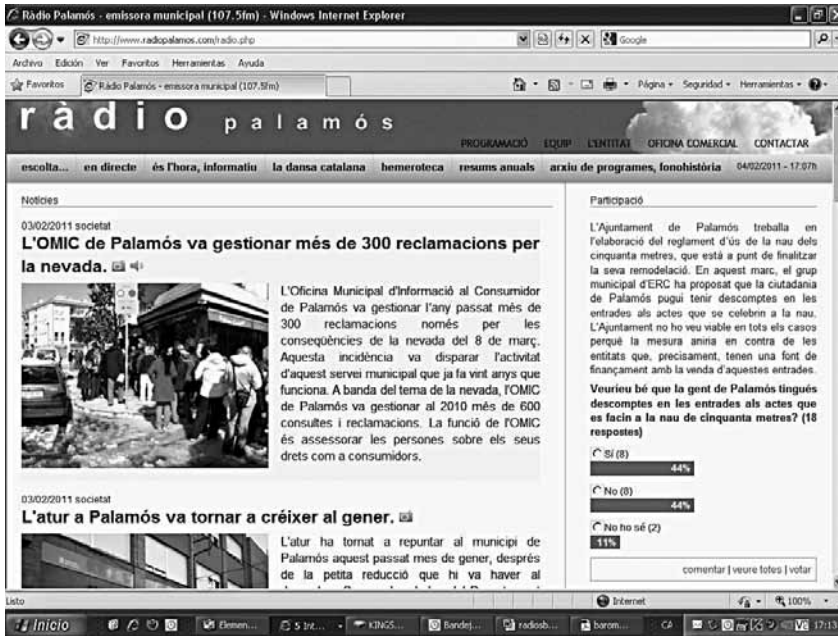 Ràdio Palamós - emissora municipal (107.5fm) - Windows Internet Explorer
http://www.radiopalamos.com/radio.php
Google
Archivo Edición Ver Favoritos Herramientas Ayuda
Favoritos
Ràdio Palamós - emissora municipal (107.5fm)
Página Seguridad Herramientas
ràdio palamós
PROGRAMACIÓ EQUIP L'ENTITAT OFICINA COMERCIAL CONTACTAR
escolta... en directe és l'hora, informatiu la dansa catalana hemeroteca resums anuals arxiu de programes, fonohistòria 04/02/2011 - 17:07h
Notícies
03/02/2011 societat
L'OMIC de Palamós va gestionar més de 300 reclamacions per
la nevada.
L'Oficina Municipal d'Informació al Consumidor
de Palamós va gestionar l'any passat més de
300 reclamacions només per les
conseqüències de la nevada del 8 de març.
Aquesta incidència va disparar l'activitat
d'aquest servei municipal que ja fa vint anys que
funciona. A banda del tema de la nevada, l'OMIC
de Palamós va gestionar al 2010 més de 600
consultes i reclamacions. La funció de l'OMIC
és assessorar les persones sobre els seus
drets com a consumidors.
03/02/2011 societat
L'atur a Palamós va tornar a créixer al gener.
L'atur ha tornat a repuntar al municipi de
Palamós aquest passat mes de gener, després
de la petita reducció que hi va haver al
Participació
L'Ajuntament de Palamós treballa en
l'elaboració del reglament d'ús de la nau dels
cinquanta metres, que està a punt de finalitzar
la seva remodelació. En aquest marc, el grup
municipal d'ERC ha proposat que la ciutadania
de Palamós pugui tenir descomptes en les
entrades als actes que se celebrin a la nau.
L'Ajuntament no ho veu viable en tots els casos
perquè la mesura aniria en contra de les
entitats que, precisament, tenen una font de
finançament amb la venda d'aquestes entrades.
Veurieu bé que la gent de Palamós tingués
descomptes en les entrades als actes que
es facin a la nau de cinquanta metres? (18
respostes)
Sí (8)
44%
No (8)
44%
No ho sé (2)
11%
comentar | veure totes | votar
Listo
Internet
100%
Inicio
Elemen...
5 Int...
KINGS...
Bandej...
radiosb...
barom...
CA
17:13